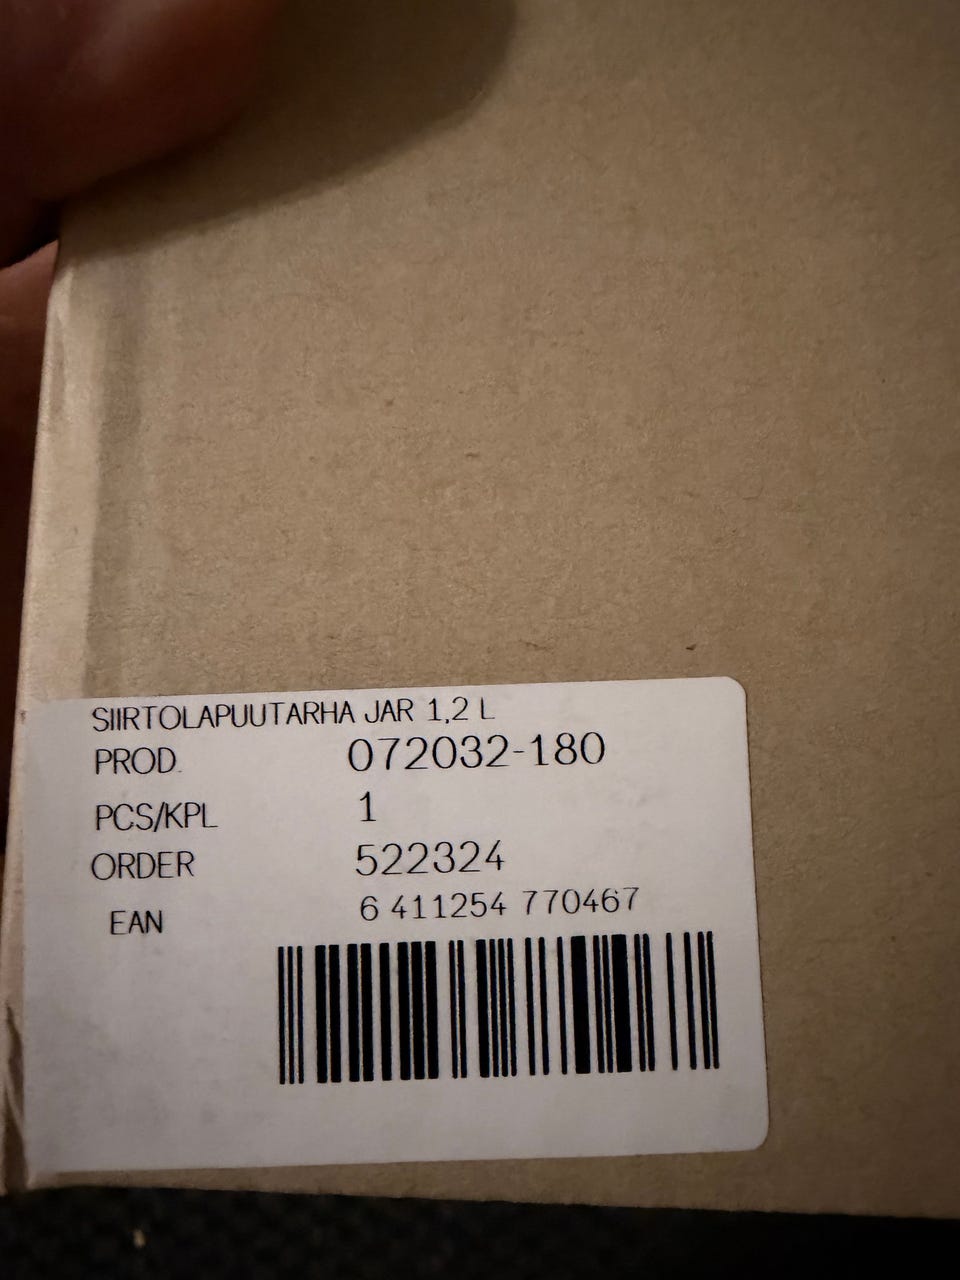 SIIRTOLAPUUTARHA JAR 1,2 L
PROD. 072032-180
PCS/KPL 1
ORDER 522324
EAN 6 411254 770467